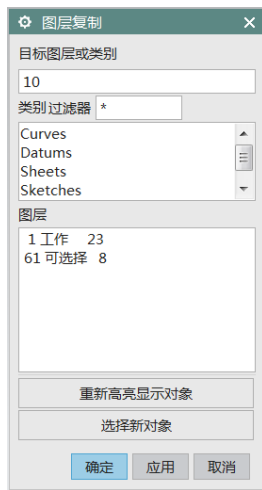 图层复制
目标图层或类别
10
类别过滤器 *
Curves
Datums
Sheets
Sketches
图层
1 工作 23
61 可选择 8
重新高亮显示对象
选择新对象
确定 应用 取消